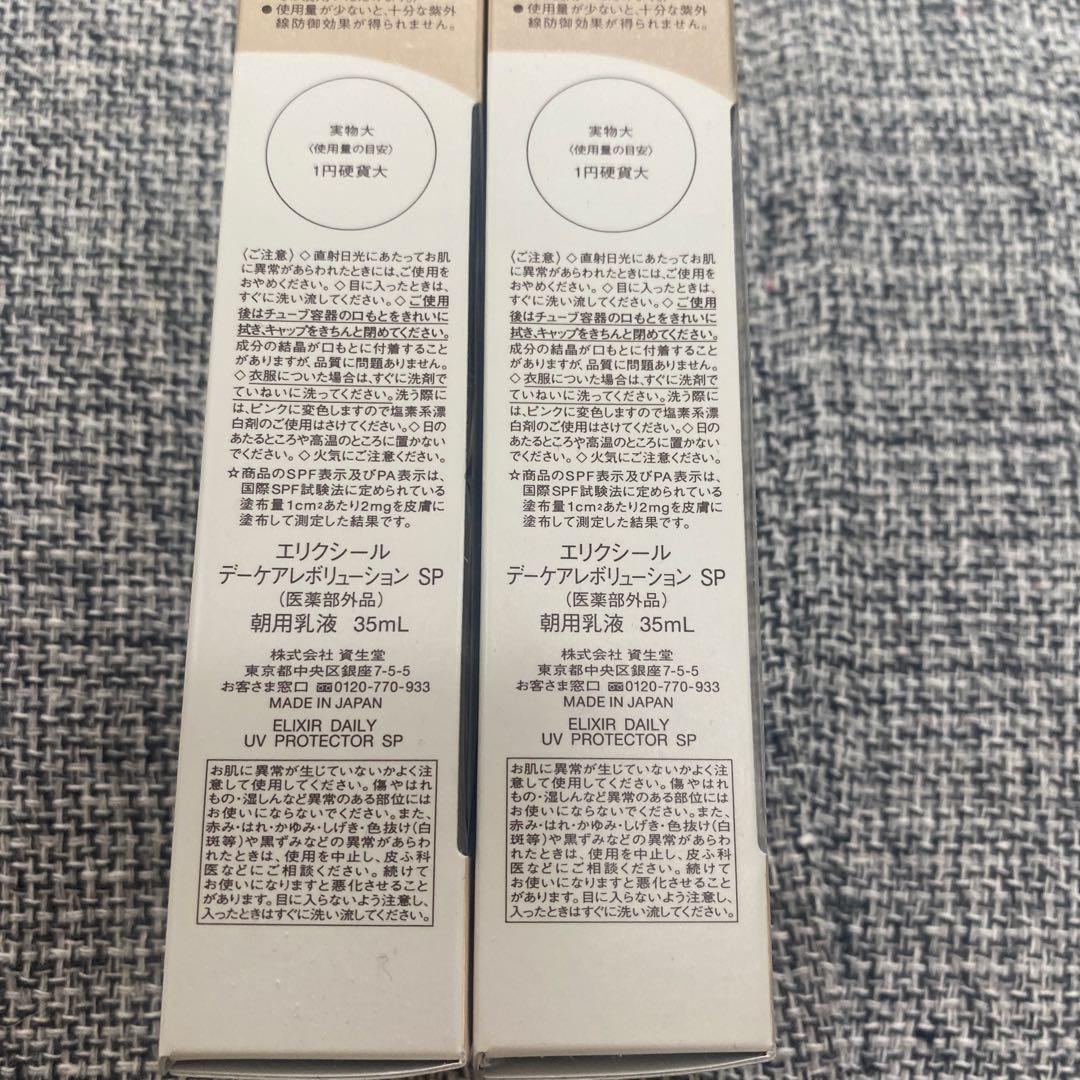 ●使用量が少ないと、十分な紫外
線防御効果が得られません。
実物大
〈使用量の目安〉
1円硬貨大
〈ご注意〉◇直射日光にあたってお肌
に異常があらわれたときには、ご使用を
おやめください。◇目に入ったときは、
すぐに洗い流してください。◇ご使用
後はチューブ容器の口もとをきれいに
拭き、キャップをきちんと閉めてください。
成分の結晶が口もとに付着すること
がありますが、品質に問題ありません。
◇衣服についた場合は、すぐに洗剤で
ていねいに洗ってください。洗う際に
は、ピンクに変色しますので塩素系漂
白剤のご使用はさけてください。◇日の
あたるところや高温のところに置かない
でください。◇火気にご注意ください。
☆商品のSPF表示及びPA表示は、
国際SPF試験法に定められている
塗布量1cm²あたり2mgを皮膚に
塗布して測定した結果です。
エリクシール
デーケアレボリューション SP
(医薬部外品)
朝用乳液 35mL
株式会社 資生堂
東京都中央区銀座7-5-5
お客さま窓口 0120-770-933
MADE IN JAPAN
ELIXIR DAILY
UV PROTECTOR SP
お肌に異常が生じていないかよく注
意して使用してください。傷やはれ
もの・湿しんなど異常のある部位には
お使いにならないでください。また、
赤み・はれ・かゆみ・しげき・色抜け(白
斑等)や黒ずみなどの異常があらわ
れたときは、使用を中止し、皮ふ科
医などにご相談ください。続けて
お使いになりますと悪化させること
があります。目に入らないよう注意し、
入ったときはすぐに洗い流してください。
●使用量が少ないと、十分な紫外
線防御効果が得られません。
実物大
〈使用量の目安〉
1円硬貨大
〈ご注意〉◇直射日光にあたってお肌
に異常があらわれたときには、ご使用を
おやめください。◇目に入ったときは、
すぐに洗い流してください。◇ご使用
後はチューブ容器の口もとをきれいに
拭き、キャップをきちんと閉めてください。
成分の結晶が口もとに付着すること
がありますが、品質に問題ありません。
◇衣服についた場合は、すぐに洗剤で
ていねいに洗ってください。洗う際に
は、ピンクに変色しますので塩素系漂
白剤のご使用はさけてください。◇日の
あたるところや高温のところに置かない
でください。◇火気にご注意ください。
☆商品のSPF表示及びPA表示は、
国際SPF試験法に定められている
塗布量1cm²あたり2mgを皮膚に
塗布して測定した結果です。
エリクシール
デーケアレボリューション SP
(医薬部外品)
朝用乳液 35mL
株式会社 資生堂
東京都中央区銀座7-5-5
お客さま窓口 0120-770-933
MADE IN JAPAN
ELIXIR DAILY
UV PROTECTOR SP
お肌に異常が生じていないかよく注
意して使用してください。傷やはれ
もの・湿しんなど異常のある部位には
お使いにならないでください。また、
赤み・はれ・かゆみ・しげき・色抜け(白
斑等)や黒ずみなどの異常があらわ
れたときは、使用を中止し、皮ふ科
医などにご相談ください。続けて
お使いになりますと悪化させること
があります。目に入らないよう注意し、
入ったときはすぐに洗い流してください。